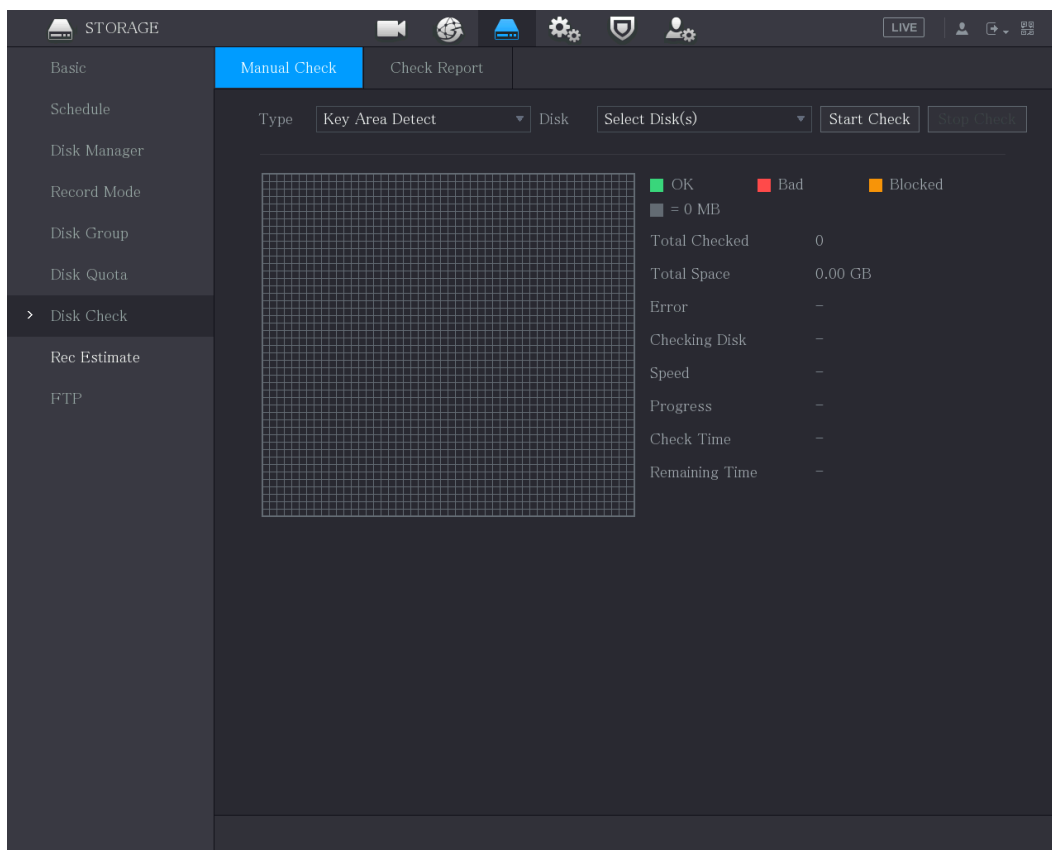 STORAGE
LIVE
Basic
Schedule
Disk Manager
Record Mode
Disk Group
Disk Quota
Disk Check
Rec Estimate
FTP
Manual Check
Check Report
Type
Key Area Detect
Disk
Select Disk(s)
Start Check
Stop Check
OK
Bad
Blocked
= 0 MB
Total Checked 0
Total Space 0.00 GB
Error -
Checking Disk -
Speed -
Progress -
Check Time -
Remaining Time -